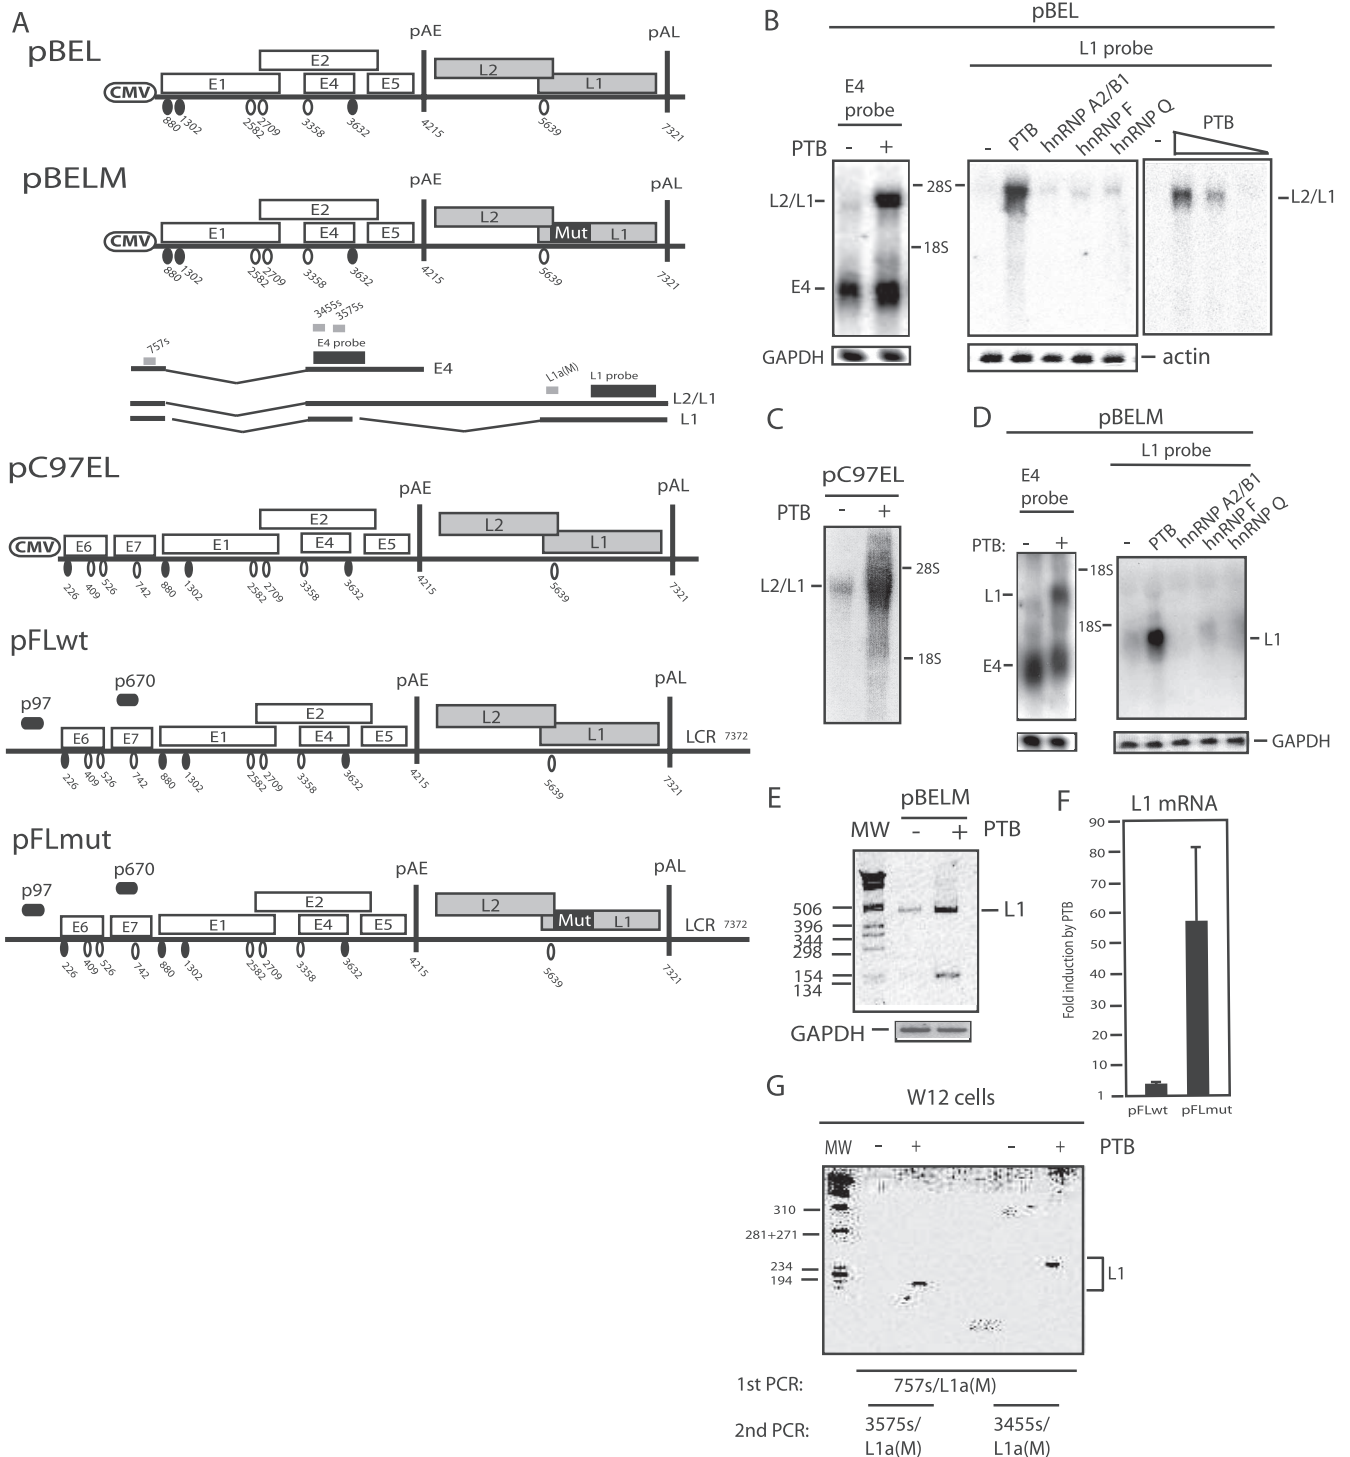 A
pBEL
pAE
pAL
CMV
E1
E2
E4
E5
L2
L1
880
1302
2582
2709
3358
3632
4215
5639
7321
pBELM
pAE
pAL
CMV
E1
E2
E4
E5
L2
Mut
L1
880
1302
2582
2709
3358
3632
4215
5639
7321
757s
3455s
3575s
E4 probe
E4
L1a(M)
L1 probe
L2/L1
L1
pC97EL
pAE
pAL
CMV
E6
E7
E1
E2
E4
E5
L2
L1
226
409
526
742
880
1302
2582
2709
3358
3632
4215
5639
7321
pFLwt
p97
p670
pAE
pAL
E6
E7
E1
E2
E4
E5
L2
L1
LCR 7372
226
409
526
742
880
1302
2582
2709
3358
3632
4215
5639
7321
pFLmut
p97
p670
pAE
pAL
E6
E7
E1
E2
E4
E5
L2
Mut
L1
LCR 7372
226
409
526
742
880
1302
2582
2709
3358
3632
4215
5639
7321
B
pBEL
E4
probe
L1 probe
PTB - +
- PTB hnRNP A2/B1 hnRNP F hnRNP Q
- PTB
L2/L1
E4
28S
18S
L2/L1
GAPDH
actin
C
pC97EL
PTB - +
L2/L1
28S
18S
D
pBELM
E4
probe
L1 probe
PTB: - +
- PTB hnRNP A2/B1 hnRNP F hnRNP Q
L1
E4
18S
18S
L1
GAPDH
E
pBELM
MW - + PTB
506
396
344
298
154
134
L1
GAPDH
F
L1 mRNA
Fold induction by PTB
90
80
70
60
50
40
30
20
10
1
pFLwt pFLmut
G
W12 cells
MW - + - + PTB
310
281+271
234
194
L1
1st PCR: 757s/L1a(M)
2nd PCR: 3575s/ 3455s/
L1a(M) L1a(M)